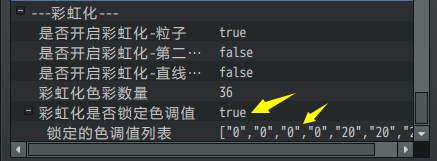 ---彩虹化---
是否开启彩虹化-粒子 true
是否开启彩虹化-第二… false
是否开启彩虹化-直线… false
彩虹化色彩数量 36
彩虹化是否锁定色调值 true
锁定的色调值列表 ["0","0","0","0","20","20","2